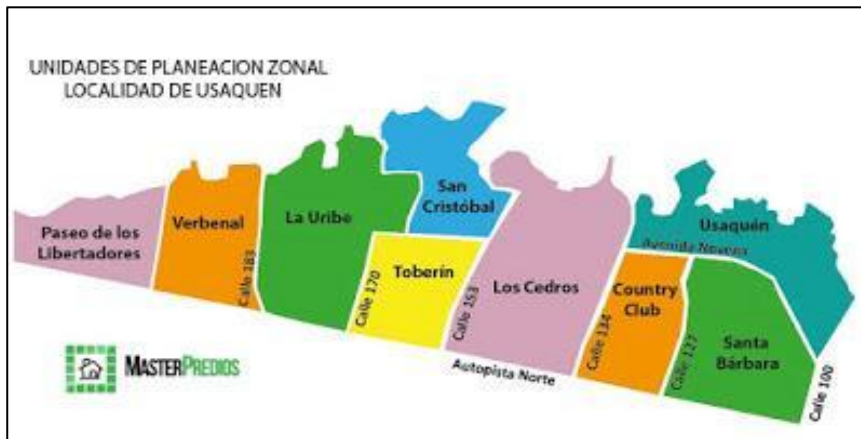 UNIDADES DE PLANEACION ZONAL
LOCALIDAD DE USAQUEN
Paseo de los
Libertadores
Verbenal
Calle 183
La Uribe
San
Cristóbal
Calle 170
Toberín
Calle 153
Los Cedros
Autopista Norte
Usaquén
Avenida Novena
Calle 134
Country
Club
Calle 127
Santa
Bárbara
Calle 100
MASTERPREDIOS